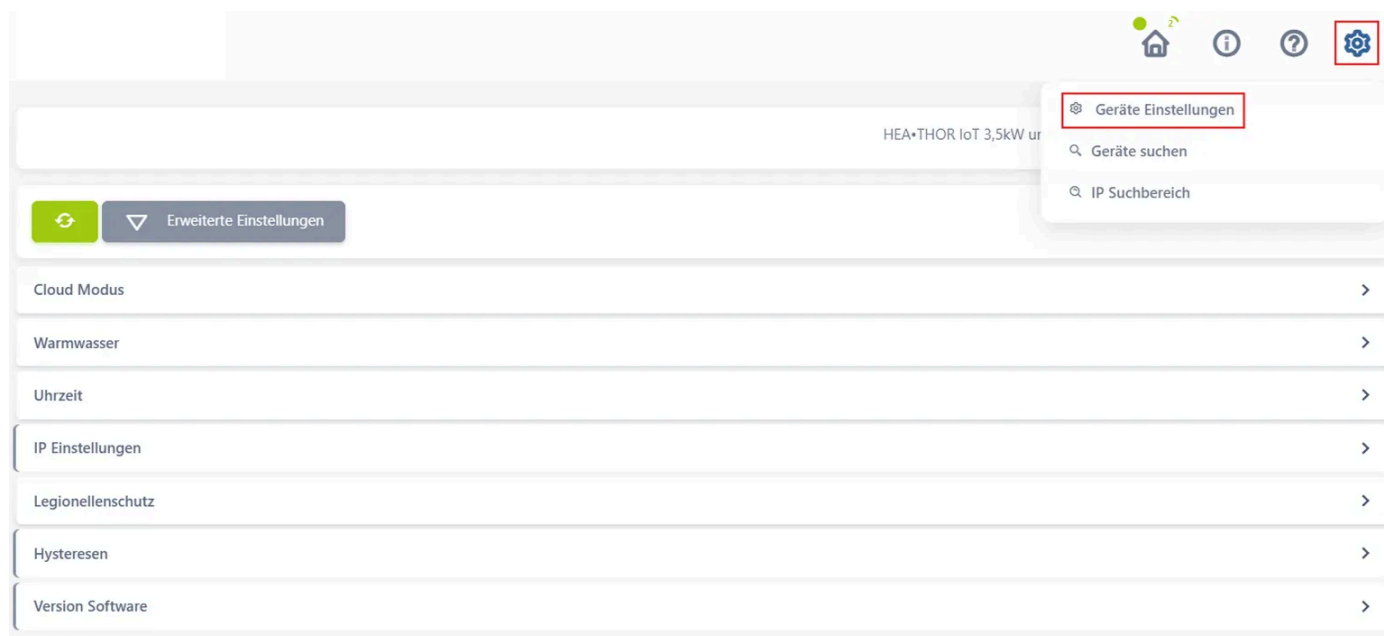 2
Geräte Einstellungen
HEA•THOR IoT 3,5kW
Geräte suchen
IP Suchbereich
Erweiterte Einstellungen
Cloud Modus
Warmwasser
Uhrzeit
IP Einstellungen
Legionellenschutz
Hysteresen
Version Software